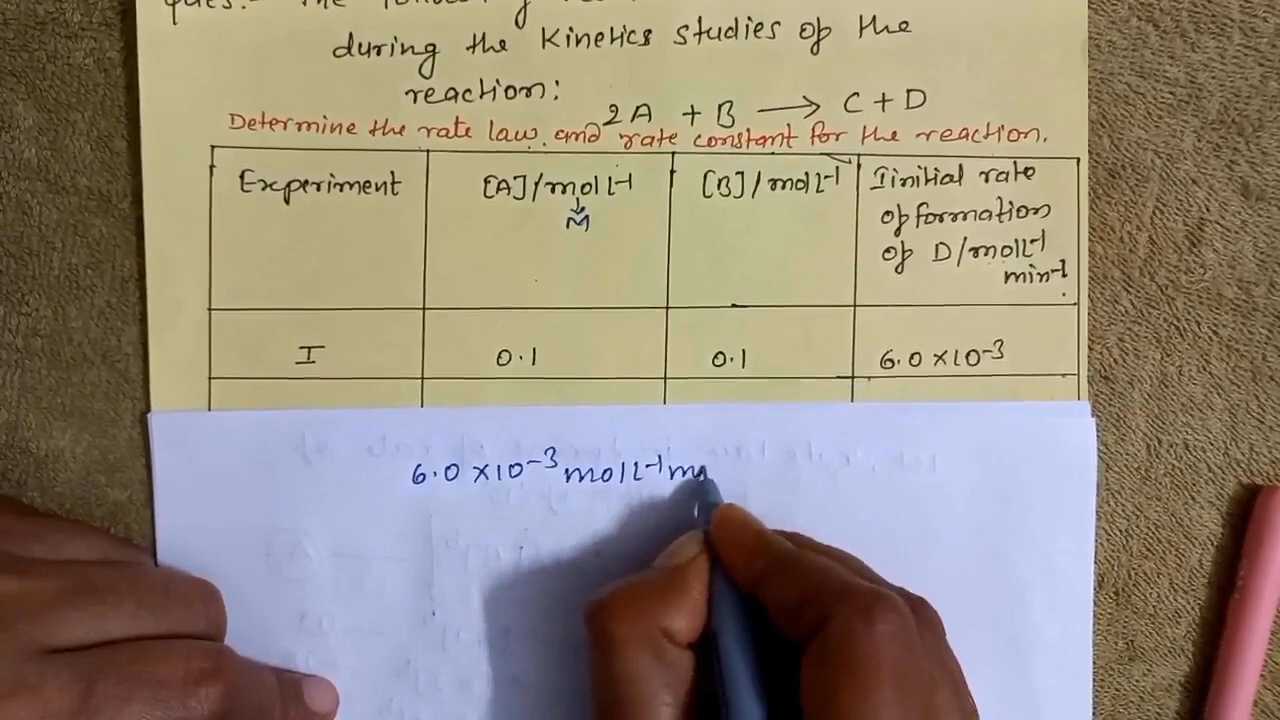 during the Kinetics studies of the
reaction:
2A + B ⟶ C + D
Determine the rate law and rate constant for the reaction.
Experiment
[A]/mol L⁻¹
M
[B]/mol L⁻¹
Iinitial rate
of formation
of D/mol L⁻¹
min⁻¹
I
0.1
0.1
6.0 × 10⁻³
6.0 × 10⁻³ mol L⁻¹ m